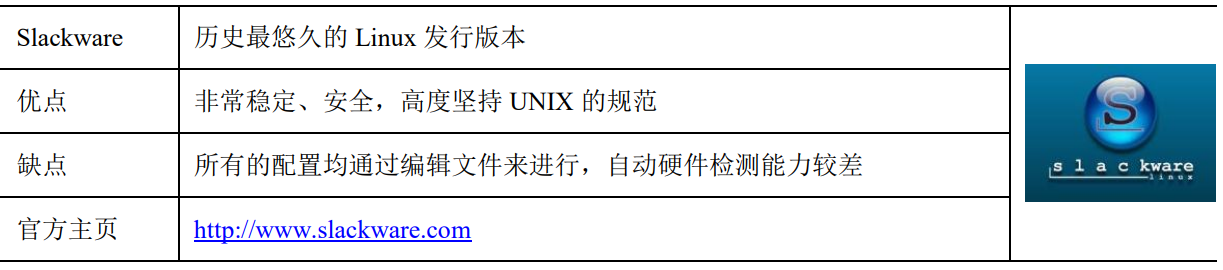 Slackware 历史最悠久的 Linux 发行版本
优点 非常稳定、安全，高度坚持 UNIX 的规范
缺点 所有的配置均通过编辑文件来进行，自动硬件检测能力较差
官方主页 http://www.slackware.com
S
slackware
linux